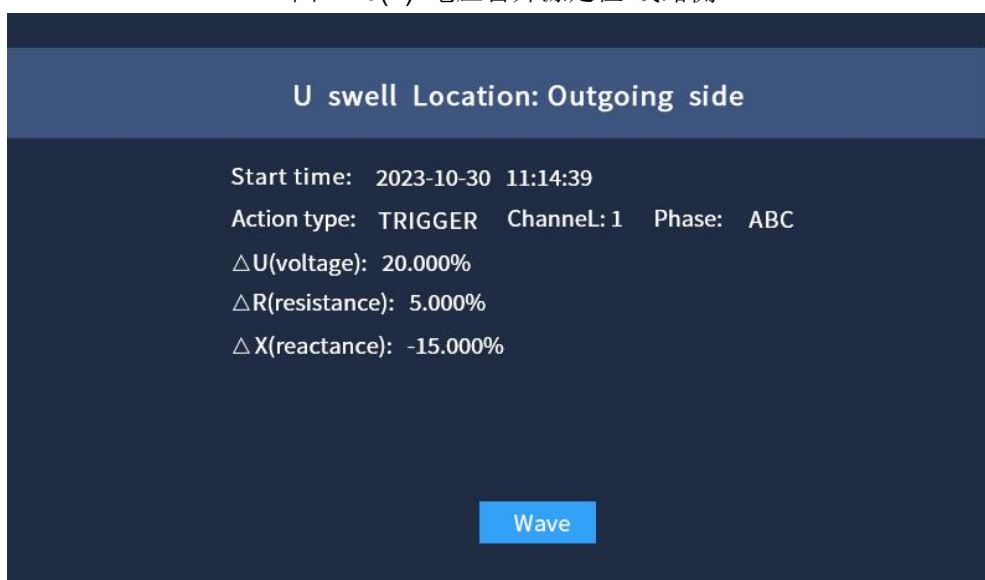 U swell Location: Outgoing side
Start time: 2023-10-30 11:14:39
Action type: TRIGGER ChanneL: 1 Phase: ABC
△U(voltage): 20.000%
△R(resistance): 5.000%
△X(reactance): -15.000%
Wave